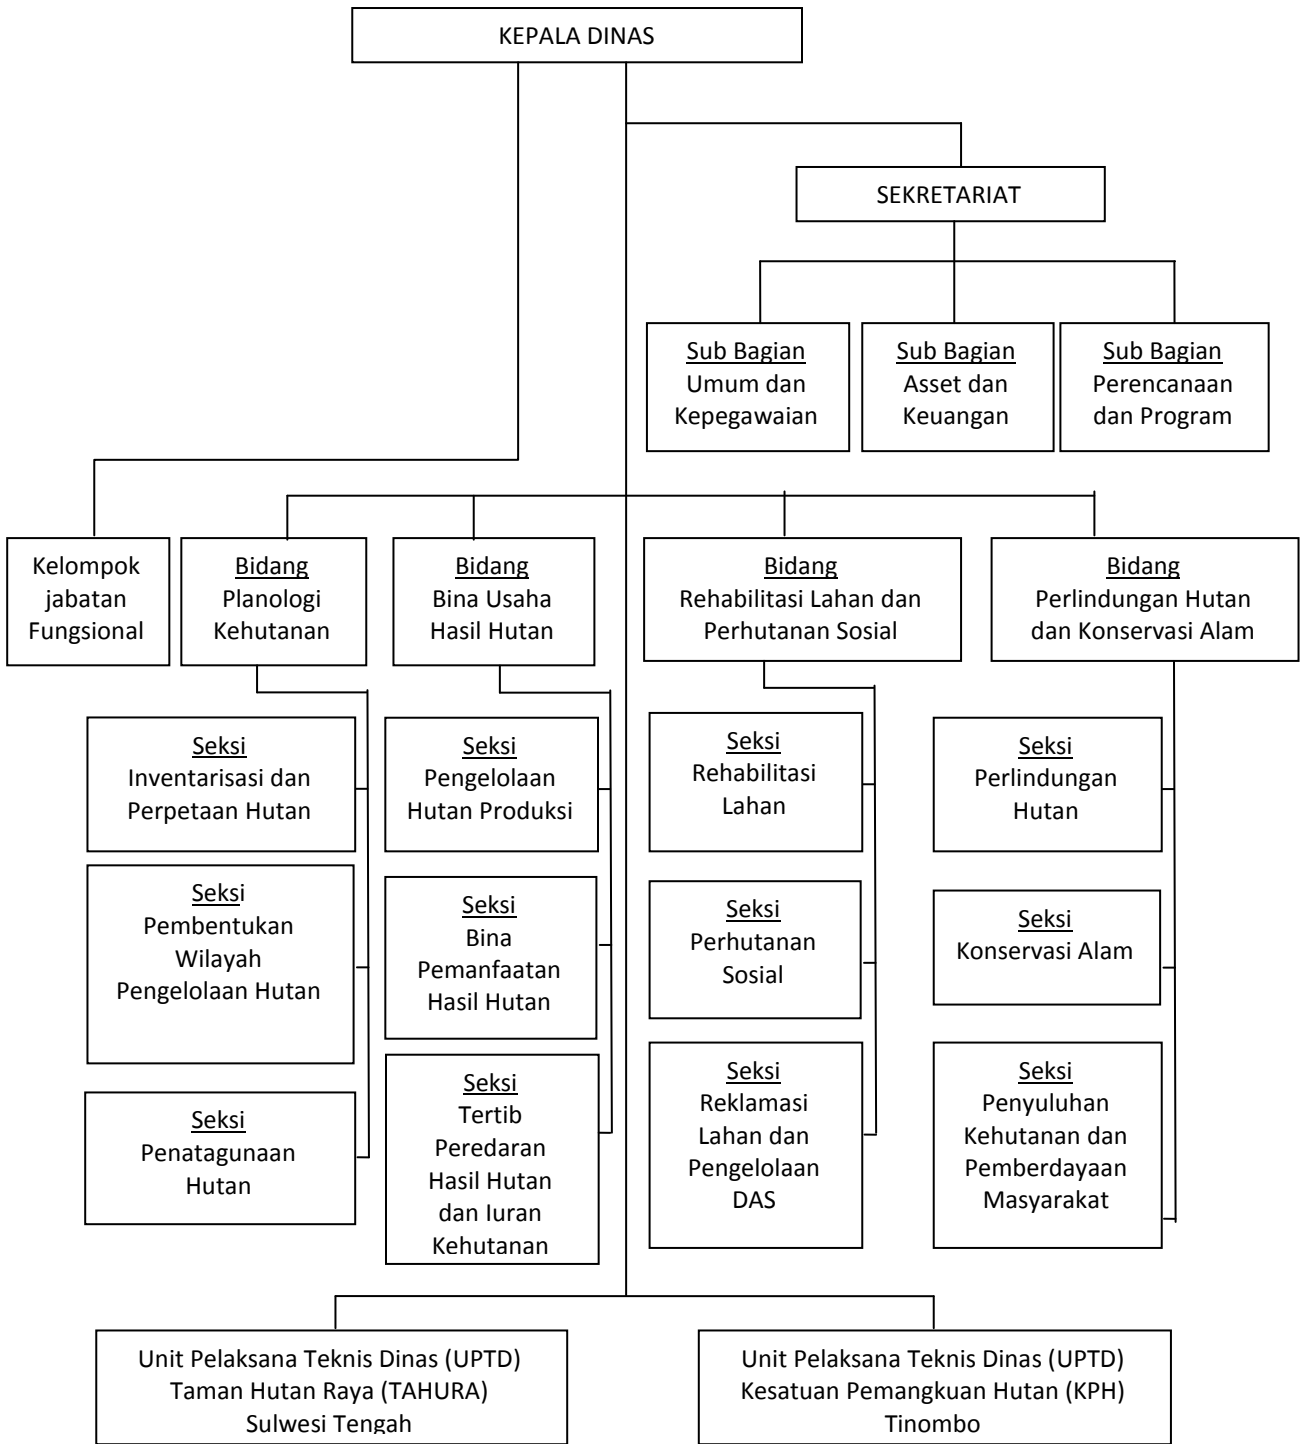 KEPALA DINAS
SEKRETARIAT
Sub Bagian
Umum dan
Kepegawaian
Sub Bagian
Asset dan
Keuangan
Sub Bagian
Perencanaan
dan Program
Kelompok
jabatan
Fungsional
Bidang
Planologi
Kehutanan
Bidang
Bina Usaha
Hasil Hutan
Bidang
Rehabilitasi Lahan dan
Perhutanan Sosial
Bidang
Perlindungan Hutan
dan Konservasi Alam
Seksi
Inventarisasi dan
Perpetaan Hutan
Seksi
Pengelolaan
Hutan Produksi
Seksi
Rehabilitasi
Lahan
Seksi
Perlindungan
Hutan
Seksi
Pembentukan
Wilayah
Pengelolaan Hutan
Seksi
Bina
Pemanfaatan
Hasil Hutan
Seksi
Perhutanan
Sosial
Seksi
Konservasi Alam
Seksi
Penatagunaan
Hutan
Seksi
Tertib
Peredaran
Hasil Hutan
dan Iuran
Kehutanan
Seksi
Reklamasi
Lahan dan
Pengelolaan
DAS
Seksi
Penyuluhan
Kehutanan dan
Pemberdayaan
Masyarakat
Unit Pelaksana Teknis Dinas (UPTD)
Taman Hutan Raya (TAHURA)
Sulwesi Tengah
Unit Pelaksana Teknis Dinas (UPTD)
Kesatuan Pemangkuan Hutan (KPH)
Tinombo